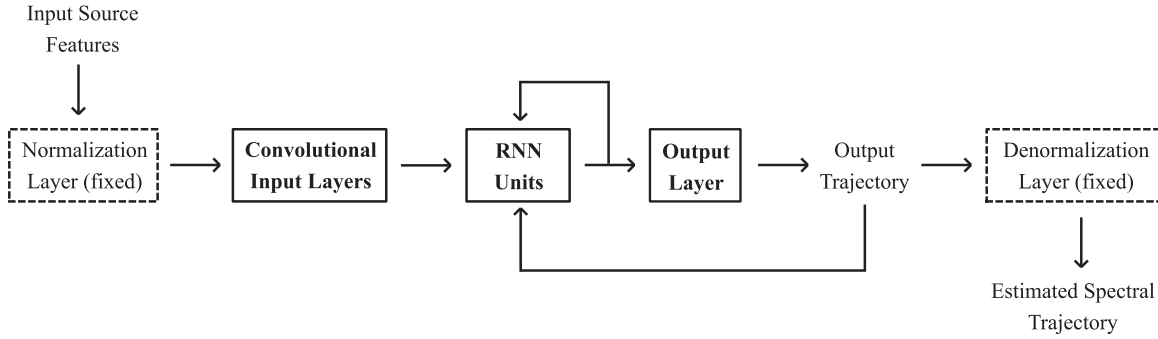 Input Source
Features
Normalization
Layer (fixed)
Convolutional
Input Layers
RNN
Units
Output
Layer
Output
Trajectory
Denormalization
Layer (fixed)
Estimated Spectral
Trajectory